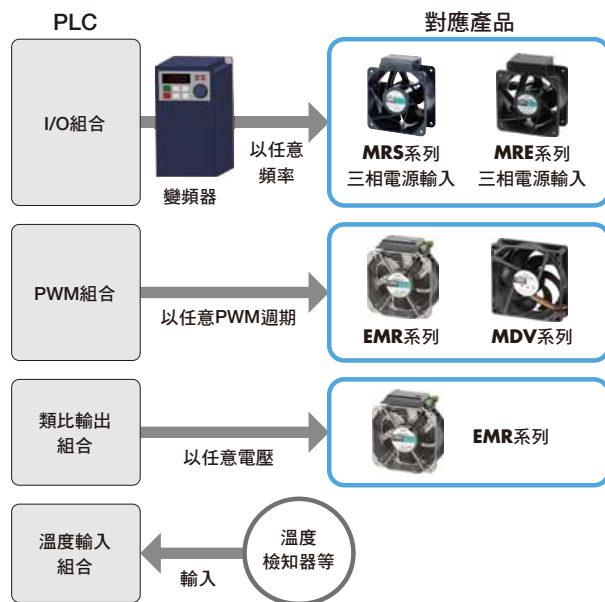 PLC
對應產品
I/O組合
變頻器
以任意
頻率
MRS系列
三相電源輸入
MRE系列
三相電源輸入
PWM組合
以任意PWM週期
EMR系列
MDV系列
類比輸出
組合
以任意電壓
EMR系列
溫度輸入
組合
輸入
溫度
檢知器等